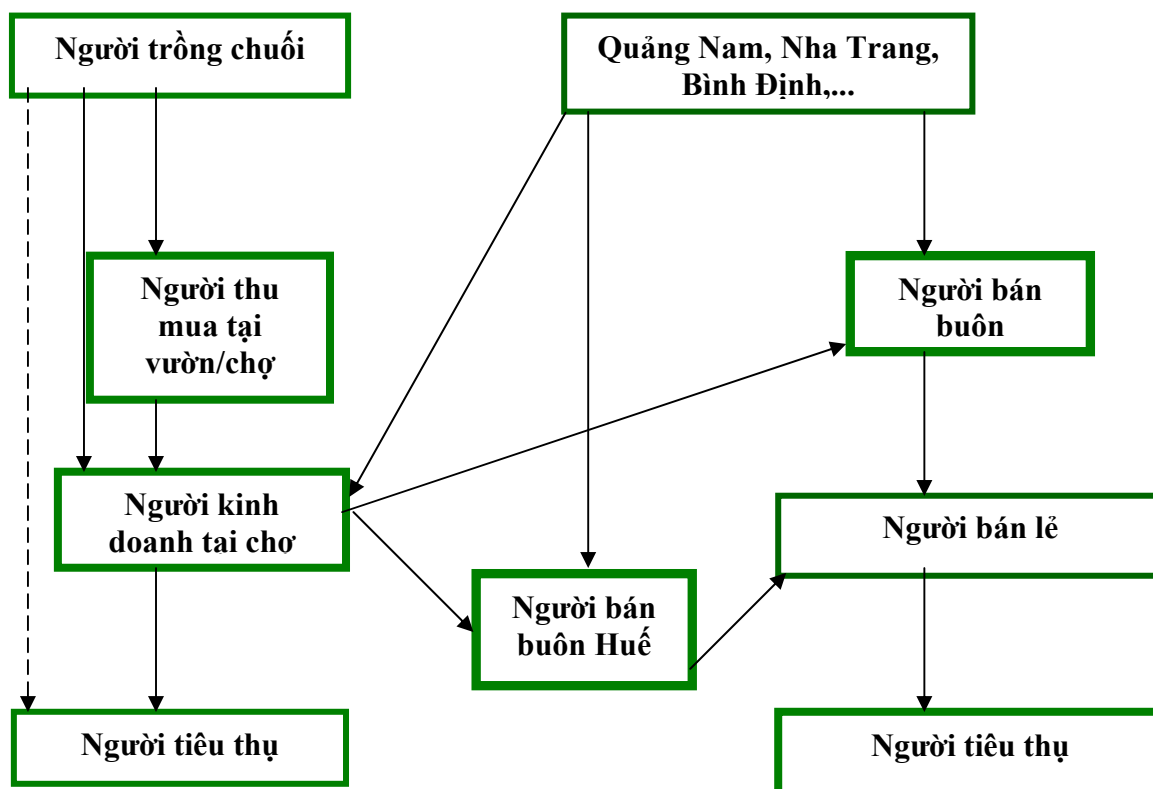 Người trồng chuối
Quảng Nam, Nha Trang,
Bình Định,...
Người thu
mua tại
vườn/chợ
Người bán
buôn
Người kinh
doanh tai chơ
Người bán lẻ
Người bán
buôn Huế
Người tiêu thụ
Người tiêu thụ